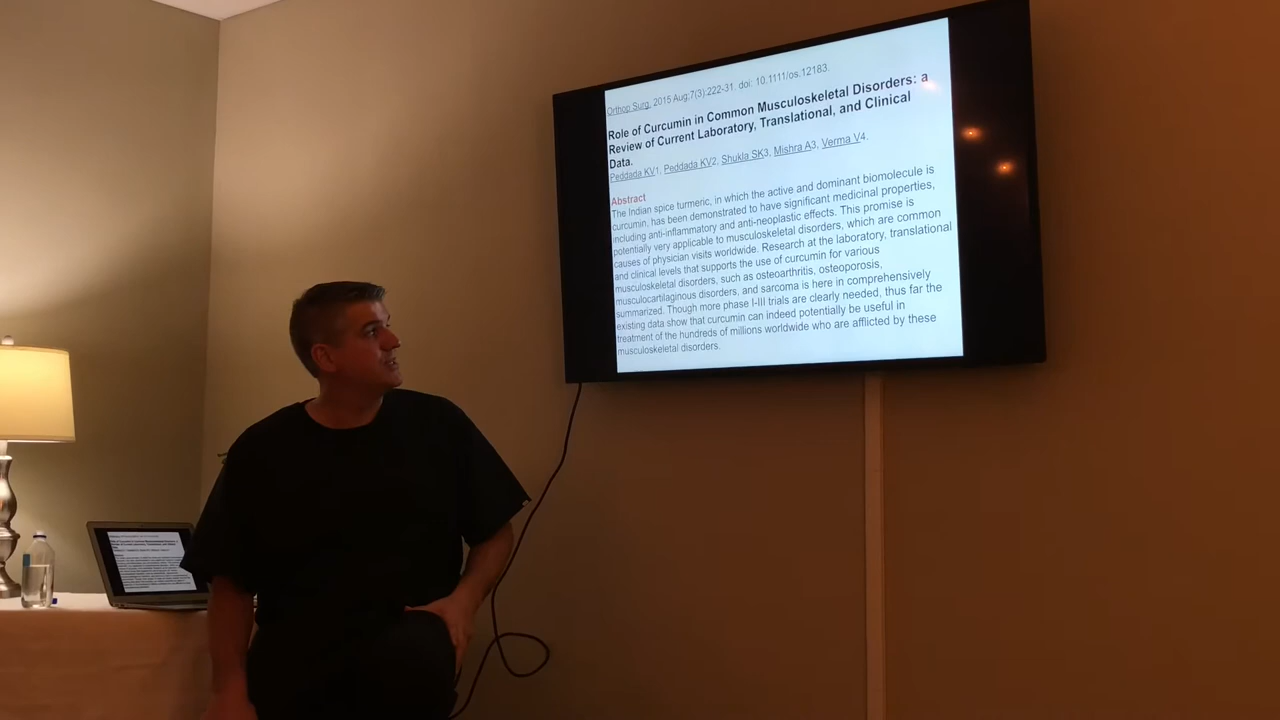 Orthop Surg. 2015 Aug;7(3):222-31. doi: 10.1111/os.12183.
Role of Curcumin in Common Musculoskeletal Disorders: a
Review of Current Laboratory, Translational, and Clinical
Data.
Peddada KV1, Peddada KV2, Shukla SK3, Mishra A3, Verma V4.
Abstract
The Indian spice turmeric, in which the active and dominant biomolecule is
curcumin, has been demonstrated to have significant medicinal properties,
including anti-inflammatory and anti-neoplastic effects. This promise is
potentially very applicable to musculoskeletal disorders, which are common
causes of physician visits worldwide. Research at the laboratory, translational
and clinical levels that supports the use of curcumin for various
musculoskeletal disorders, such as osteoarthritis, osteoporosis,
musculocartilaginous disorders, and sarcoma is here in comprehensively
summarized. Though more phase I-III trials are clearly needed, thus far the
existing data show that curcumin can indeed potentially be useful in
treatment of the hundreds of millions worldwide who are afflicted by these
musculoskeletal disorders.